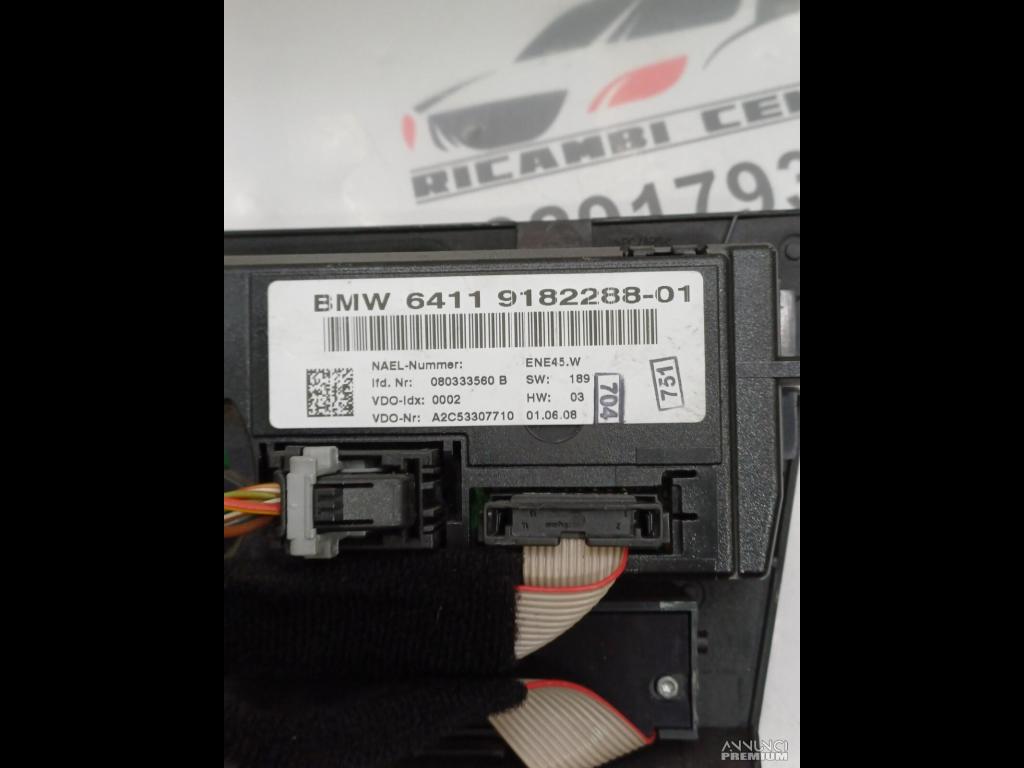 RICAMBI CEN
BMW 6411 9182288-01
NAEL-Nummer: ENE45.W
lfd. Nr: 080333560 B SW: 189
VDO-Idx: 0002 HW: 03
VDO-Nr: A2C53307710 01.06.08
704
751
ANNUNCI
PREMIUM